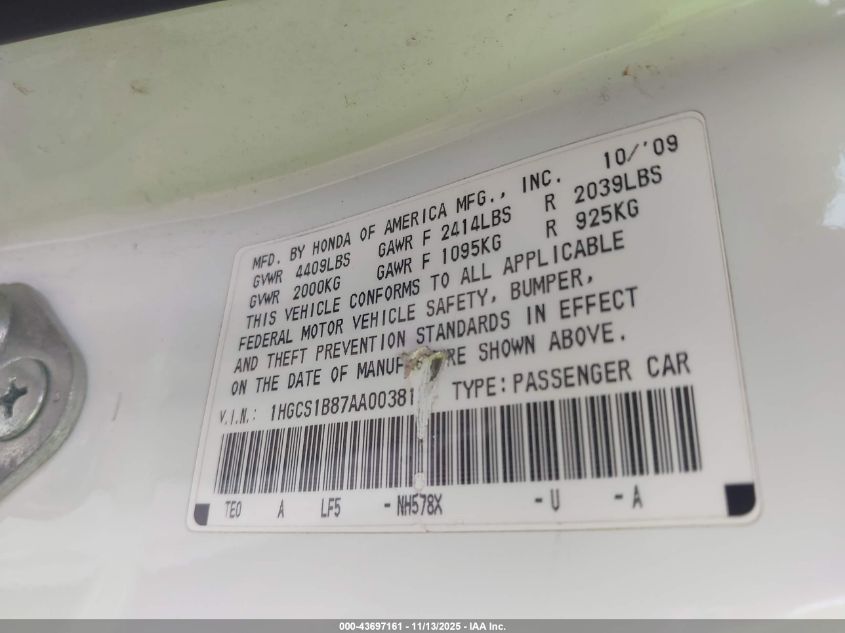 MFD. BY HONDA OF AMERICA MFG., INC. 10/'09
GVWR 4409LBS GAWR F 2414LBS R 2039LBS
GVWR 2000KG GAWR F 1095KG R 925KG
THIS VEHICLE CONFORMS TO ALL APPLICABLE
FEDERAL MOTOR VEHICLE SAFETY, BUMPER,
AND THEFT PREVENTION STANDARDS IN EFFECT
ON THE DATE OF MANUF RE SHOWN ABOVE.
V.I.N.: 1HGCS1B87AA00381 TYPE:PASSENGER CAR
TE0 A LF5 -NH578X -U -A
000-43697161 - 11/13/2025 - IAA Inc.